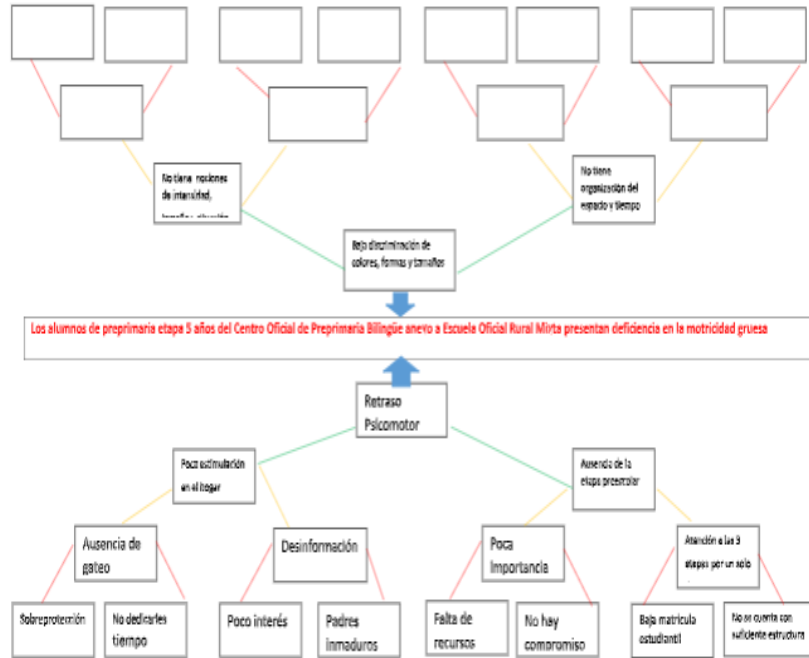 No tiene nociones
de intensidad,
No tiene
organización del
espacio y tiempo
Baja discriminación de
colores, formas y tamaños
Los alumnos de preprimaria etapa 5 años del Centro Oficial de Preprimaria Bilingüe anexo a Escuela Oficial Rural Mixta presentan deficiencia en la motricidad gruesa
Retraso
Psicomotor
Poca estimulación
en el hogar
Ausencia de la
etapa preescolar
Ausencia de
gateo
Desinformación
Poca
Importancia
Atención a las 3
etapas por un solo
Sobreprotección
No dedicarles
tiempo
Poco interés
Padres
inmaduros
Falta de
recursos
No hay
compromiso
Baja matricula
estudiantil
No se cuenta con
suficiente estructura